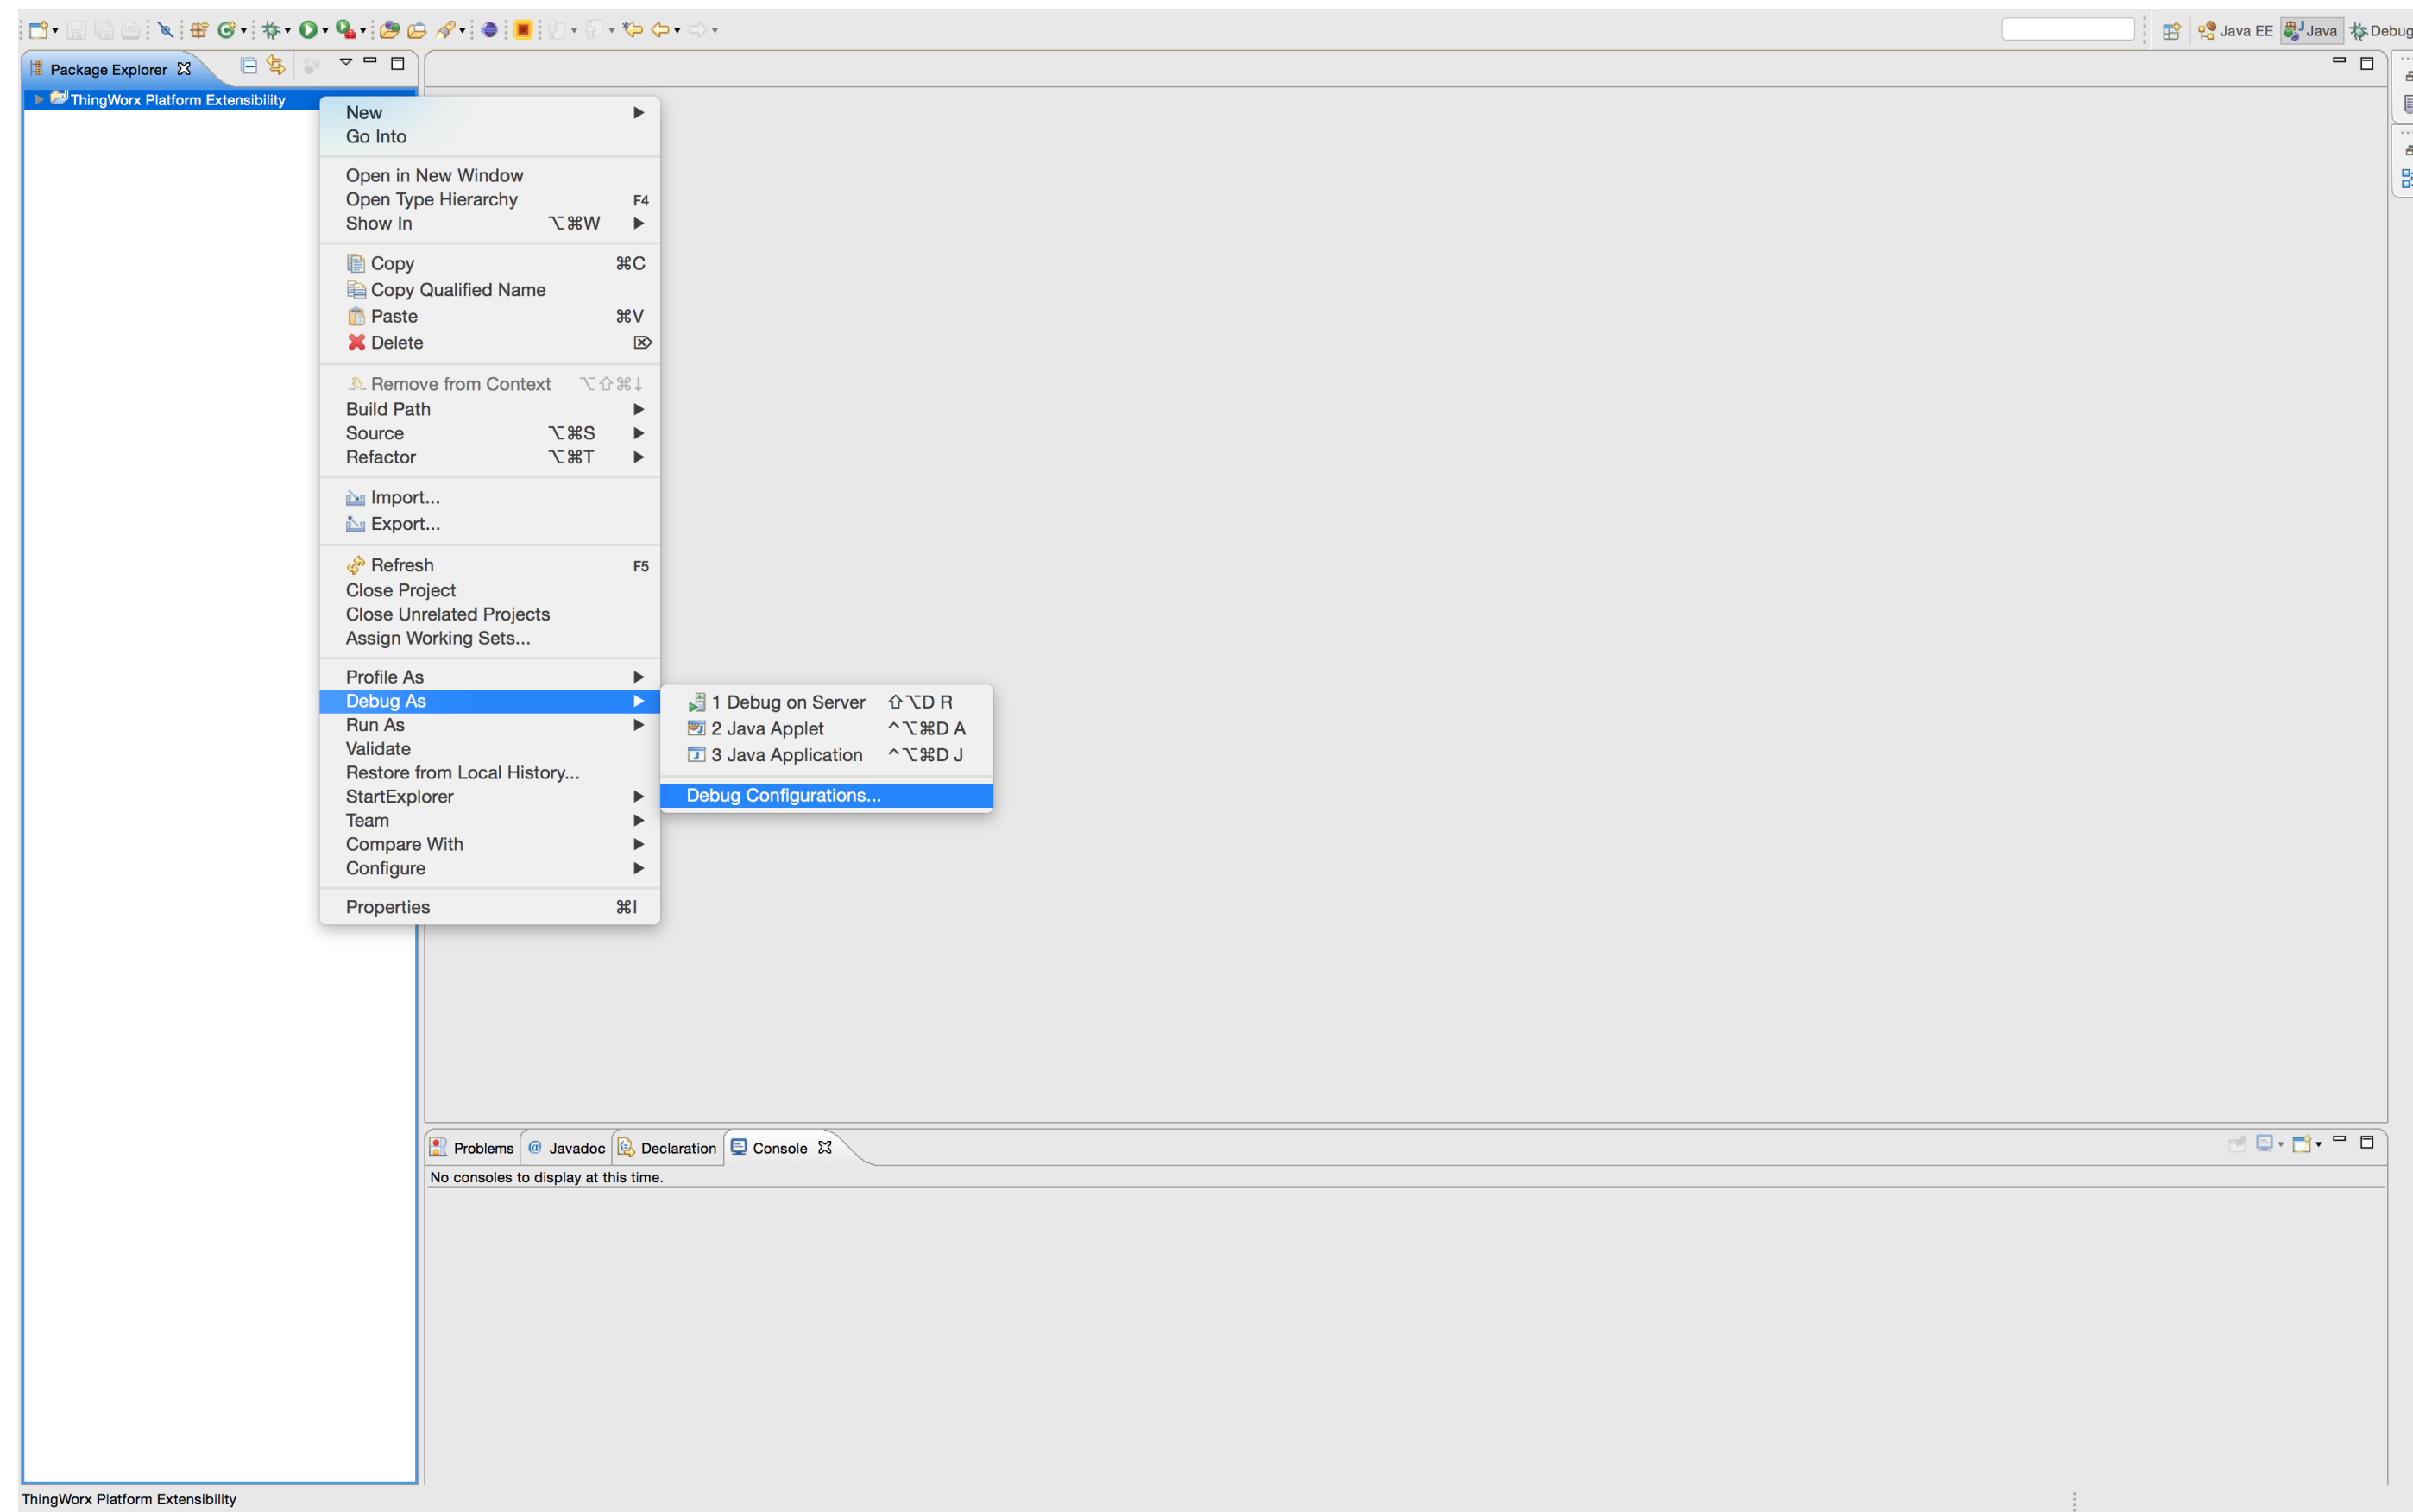 Java EE Java Debug
Package Explorer
ThingWorx Platform Extensibility
New
Go Into
Open in New Window
Open Type Hierarchy F4
Show In ⌥⌘W
Copy ⌘C
Copy Qualified Name
Paste ⌘V
Delete ⌦
Remove from Context ⌥⇧⌘↓
Build Path
Source ⌥⌘S
Refactor ⌥⌘T
Import...
Export...
Refresh F5
Close Project
Close Unrelated Projects
Assign Working Sets...
Profile As
Debug As
Run As
Validate
Restore from Local History...
StartExplorer
Team
Compare With
Configure
Properties ⌘I
1 Debug on Server ⇧⌥D R
2 Java Applet ^⌥⌘D A
3 Java Application ^⌥⌘D J
Debug Configurations...
Problems @ Javadoc Declaration Console
No consoles to display at this time.
ThingWorx Platform Extensibility